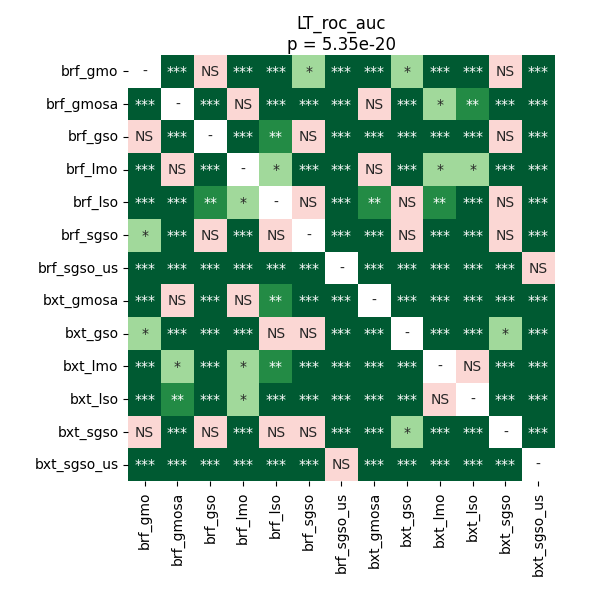 LT_roc_auc
p = 5.35e-20
brf_gmo - *** NS *** *** * *** *** * *** *** NS ***
brf_gmosa *** - *** NS *** *** *** NS *** * ** *** ***
brf_gso NS *** - *** ** NS *** *** *** *** *** NS ***
brf_lmo *** NS *** - * *** *** NS *** * * *** ***
brf_lso *** *** ** * - NS *** ** NS ** *** NS ***
brf_sgso * *** NS *** NS - *** *** NS *** *** NS ***
brf_sgso_us *** *** *** *** *** *** - *** *** *** *** *** NS
bxt_gmosa *** NS *** NS ** *** *** - *** *** *** *** ***
bxt_gso * *** *** *** NS NS *** *** - *** *** * ***
bxt_lmo *** * *** * ** *** *** *** *** - NS *** ***
bxt_lso *** ** *** * *** *** *** *** *** NS - *** ***
bxt_sgso NS *** NS *** NS NS *** *** * *** *** - ***
bxt_sgso_us *** *** *** *** *** *** NS *** *** *** *** *** -
brf_gmo
brf_gmosa
brf_gso
brf_lmo
brf_lso
brf_sgso
brf_sgso_us
bxt_gmosa
bxt_gso
bxt_lmo
bxt_lso
bxt_sgso
bxt_sgso_us